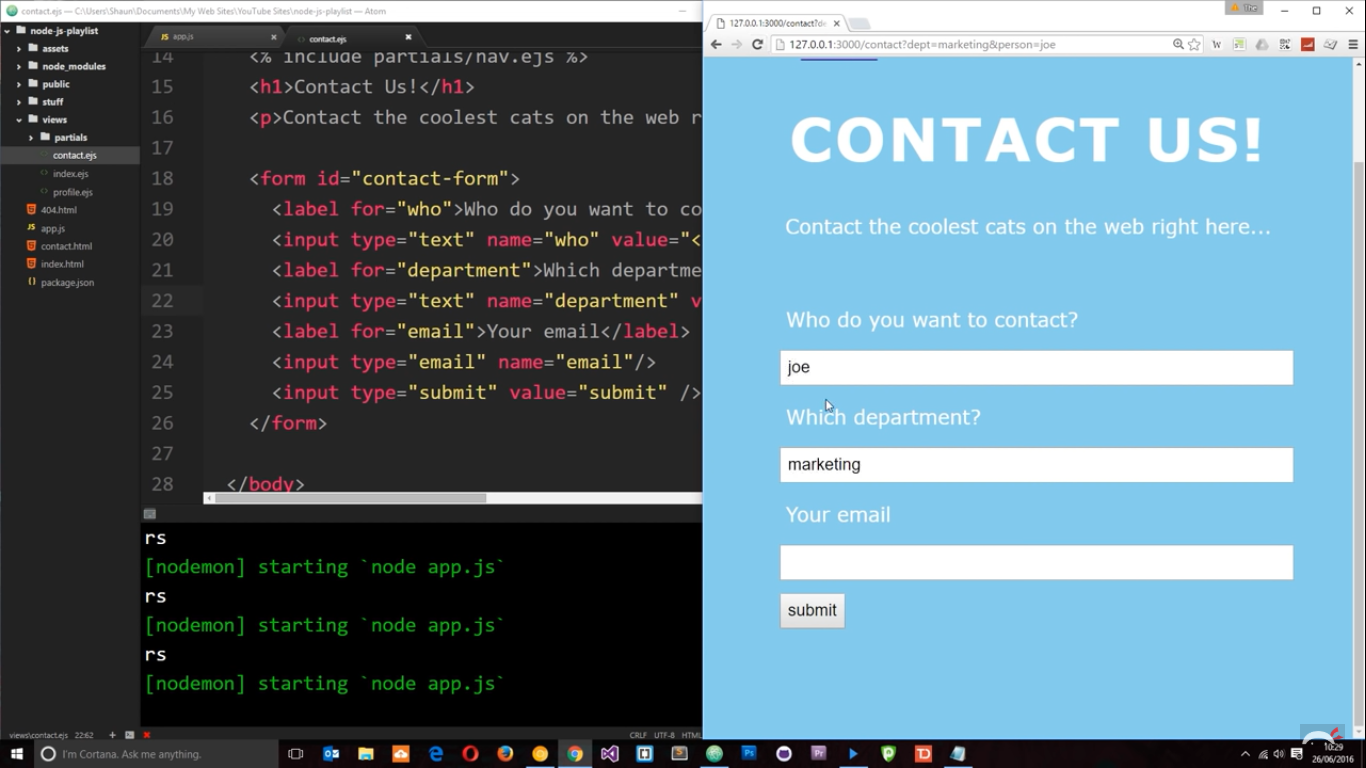 contact.ejs — C:\Users\Shaun\Documents\My Web Sites\YouTube Sites\node-js-playlist — Atom
node-js-playlist
assets
node_modules
public
stuff
views
partials
contact.ejs
index.ejs
profile.ejs
404.html
app.js
contact.html
index.html
package.json
app.js
contact.ejs
14 <% include partials/nav.ejs %>
15 <h1>Contact Us!</h1>
16 <p>Contact the coolest cats on the web r
17
18 <form id="contact-form">
19 <label for="who">Who do you want to co
20 <input type="text" name="who" value="<
21 <label for="department">Which departme
22 <input type="text" name="department" v
23 <label for="email">Your email</label>
24 <input type="email" name="email"/>
25 <input type="submit" value="submit" />
26 </form>
27
28 </body>
rs
[nodemon] starting `node app.js`
rs
[nodemon] starting `node app.js`
rs
[nodemon] starting `node app.js`
views\contact.ejs 22:62
CRLF UTF-8 HTML
The
127.0.0.1:3000/contact?de
127.0.0.1:3000/contact?dept=marketing&person=joe
CONTACT US!
Contact the coolest cats on the web right here...
Who do you want to contact?
joe
Which department?
marketing
Your email
submit
I'm Cortana. Ask me anything.
10:29
26/06/2016